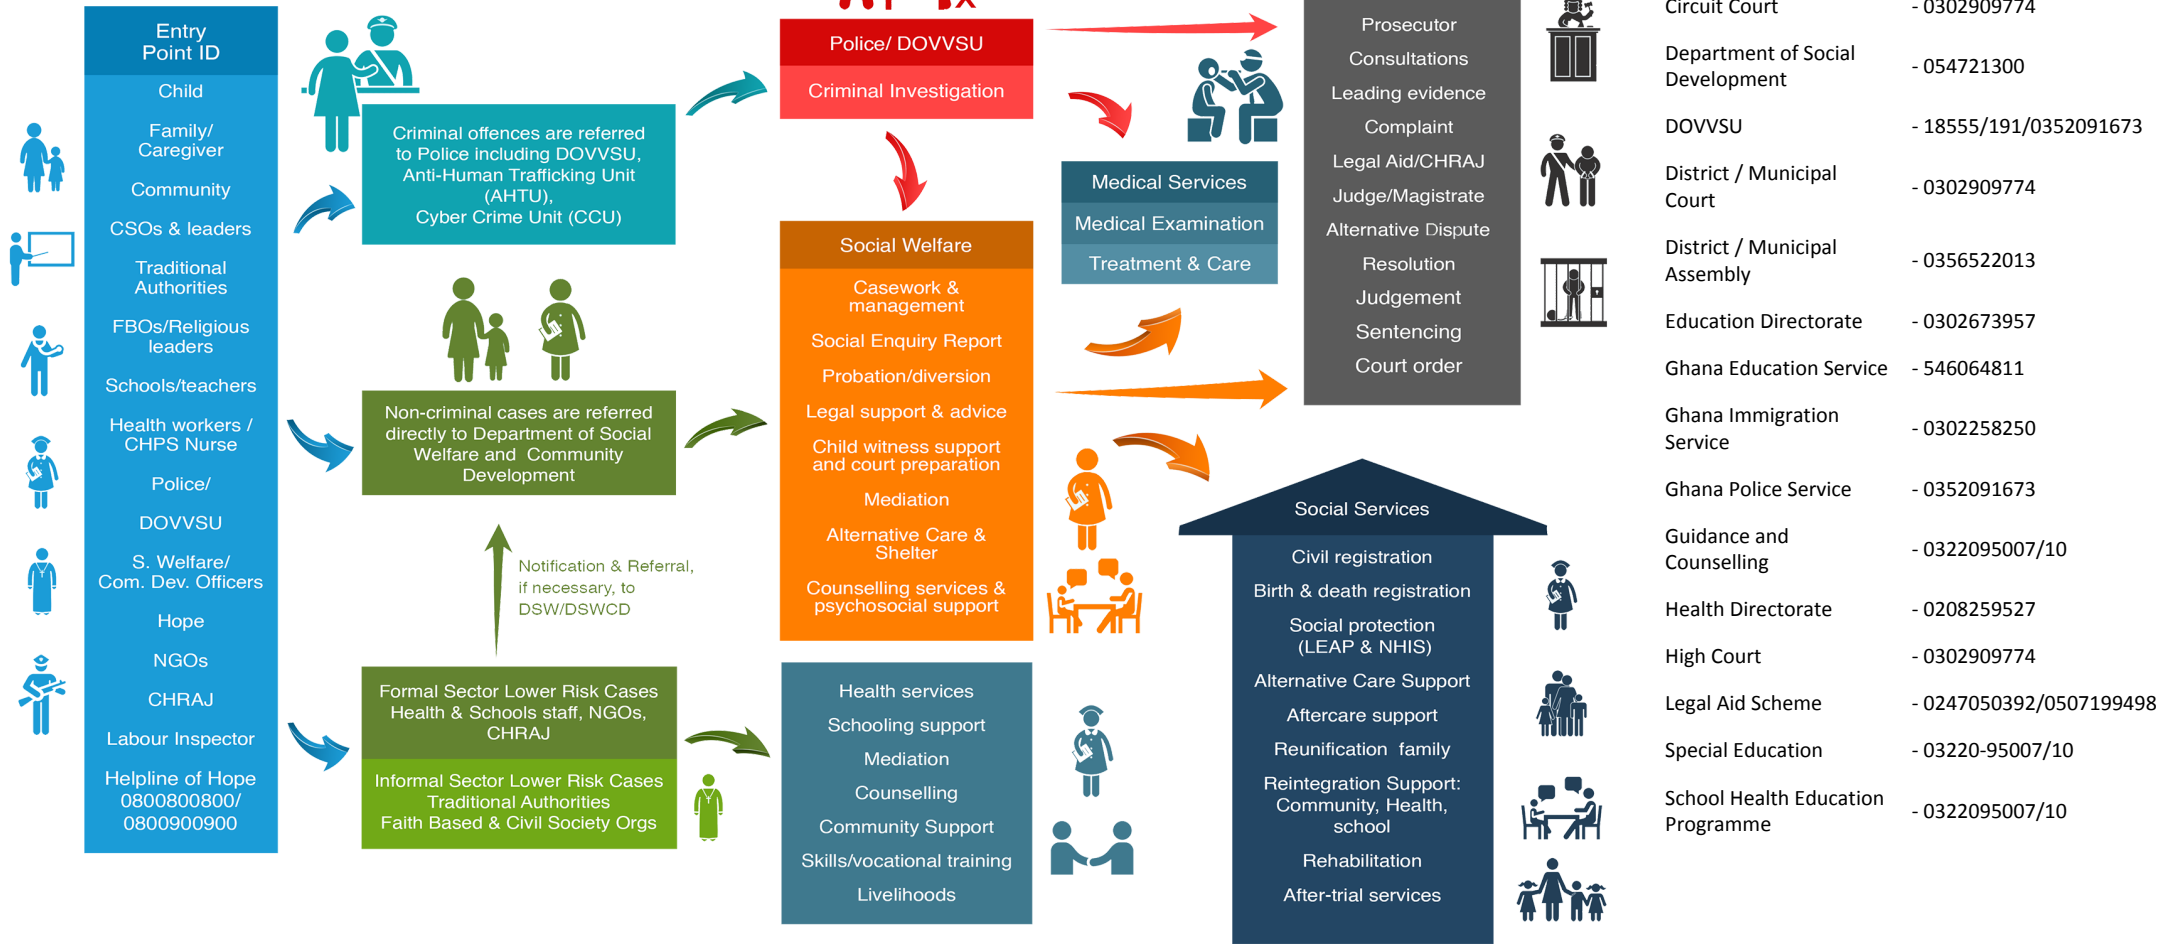 Entry
Point ID
Child
Family/
Caregiver
Community
CSOs & leaders
Traditional
Authorities
FBOs/Religious
leaders
Schools/teachers
Health workers /
CHPS Nurse
Police/
DOVVSU
S. Welfare/
Com. Dev. Officers
Hope
NGOs
CHRAJ
Labour Inspector
Helpline of Hope
0800800800/
0800900900
Criminal offences are referred
to Police including DOVVSU,
Anti-Human Trafficking Unit
(AHTU),
Cyber Crime Unit (CCU)
Non-criminal cases are referred
directly to Department of Social
Welfare and Community
Development
Notification & Referral,
if necessary, to
DSW/DSWCD
Formal Sector Lower Risk Cases
Health & Schools staff, NGOs,
CHRAJ
Informal Sector Lower Risk Cases
Traditional Authorities
Faith Based & Civil Society Orgs
Police/ DOVVSU
Criminal Investigation
Social Welfare
Casework &
management
Social Enquiry Report
Probation/diversion
Legal support & advice
Child witness support
and court preparation
Mediation
Alternative Care &
Shelter
Counselling services &
psychosocial support
Health services
Schooling support
Mediation
Counselling
Community Support
Skills/vocational training
Livelihoods
Medical Services
Medical Examination
Treatment & Care
Prosecutor
Consultations
Leading evidence
Complaint
Legal Aid/CHRAJ
Judge/Magistrate
Alternative Dispute
Resolution
Judgement
Sentencing
Court order
Social Services
Civil registration
Birth & death registration
Social protection
(LEAP & NHIS)
Alternative Care Support
Aftercare support
Reunification family
Reintegration Support:
Community, Health,
school
Rehabilitation
After-trial services
Circuit Court - 0302909774
Department of Social
Development - 054721300
DOVVSU - 18555/191/0352091673
District / Municipal
Court - 0302909774
District / Municipal
Assembly - 0356522013
Education Directorate - 0302673957
Ghana Education Service - 546064811
Ghana Immigration
Service - 0302258250
Ghana Police Service - 0352091673
Guidance and
Counselling - 0322095007/10
Health Directorate - 0208259527
High Court - 0302909774
Legal Aid Scheme - 0247050392/0507199498
Special Education - 03220-95007/10
School Health Education
Programme - 0322095007/10